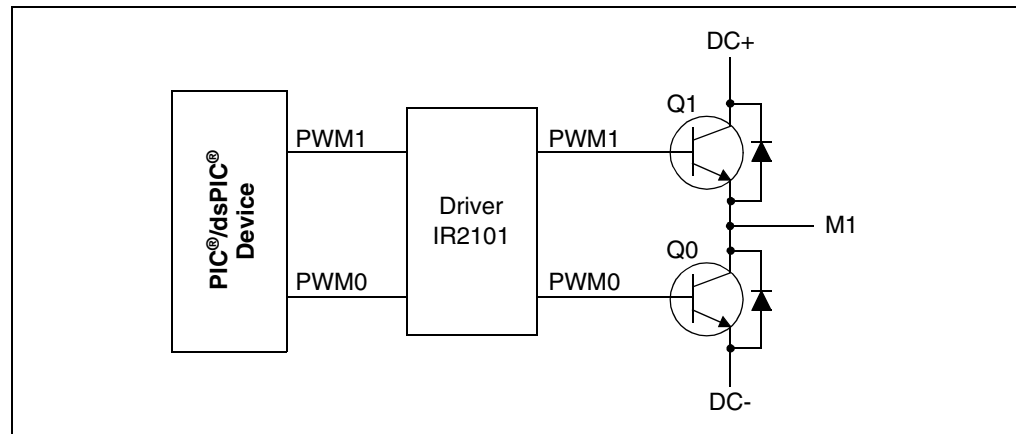 DC+
Q1
PWM1
PWM1
PIC®/dsPIC®
Device
Driver
IR2101
M1
Q0
PWM0
PWM0
DC-